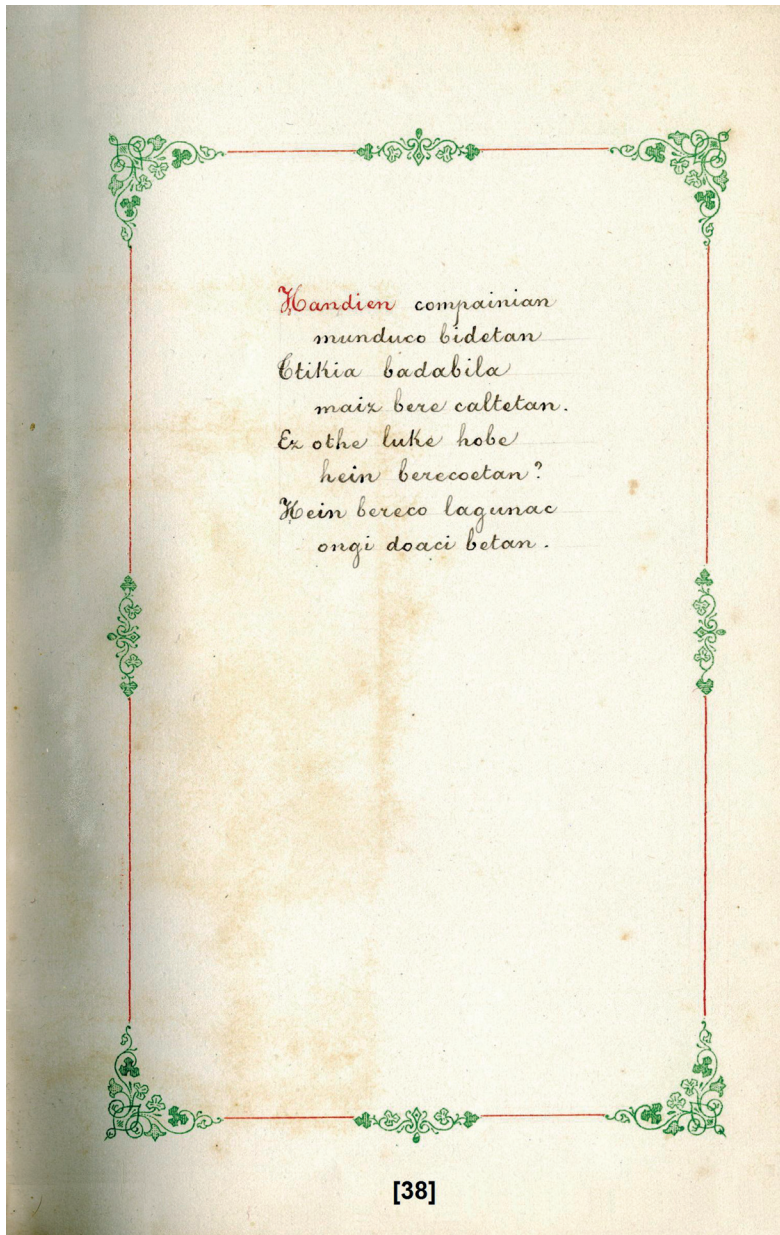 Handien compainian
munduco bidetan
Ttikia badabila
maiz bere caltetan.
Ez othe luke hobe
hein berecoetan?
Hein bereco lagunac
ongi doaci betan.
[38]